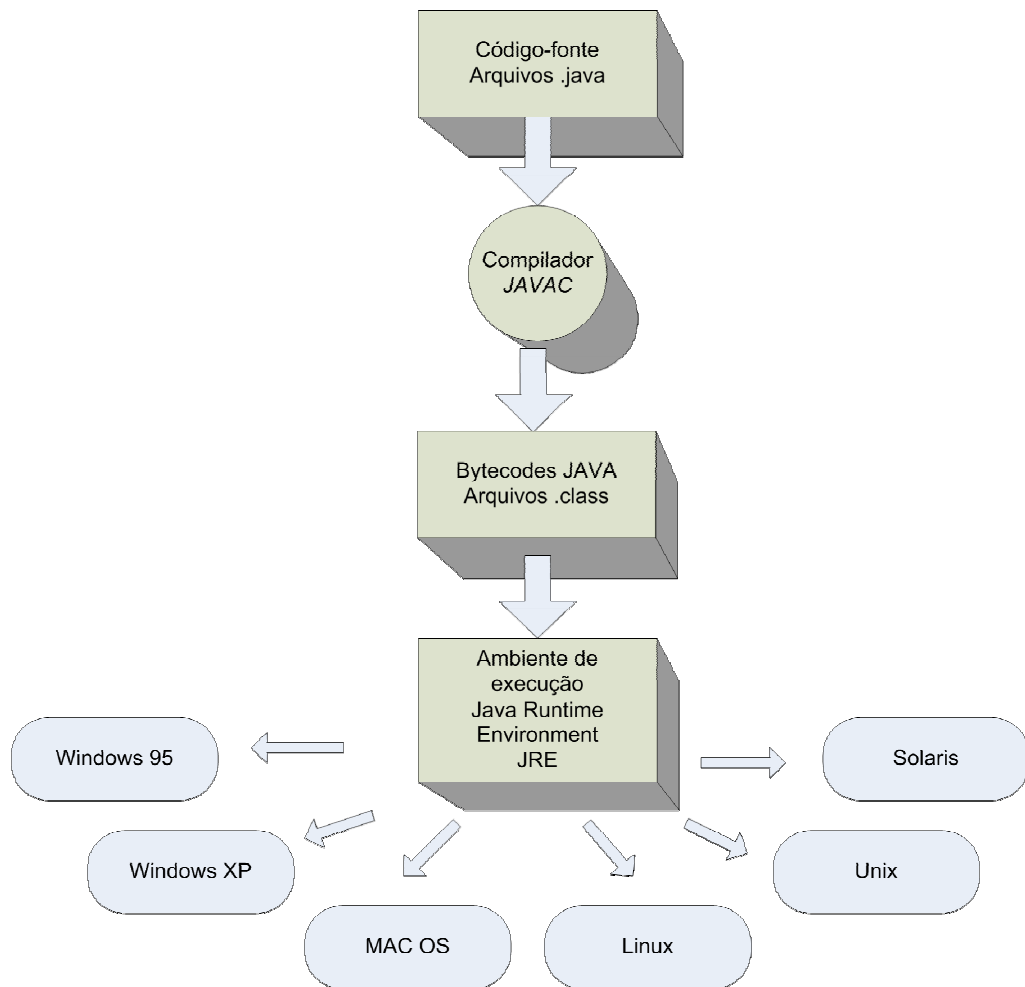 Código-fonte
Arquivos .java
Compilador
JAVAC
Bytecodes JAVA
Arquivos .class
Ambiente de
execução
Java Runtime
Environment
JRE
Windows 95
Solaris
Windows XP
Unix
MAC OS
Linux